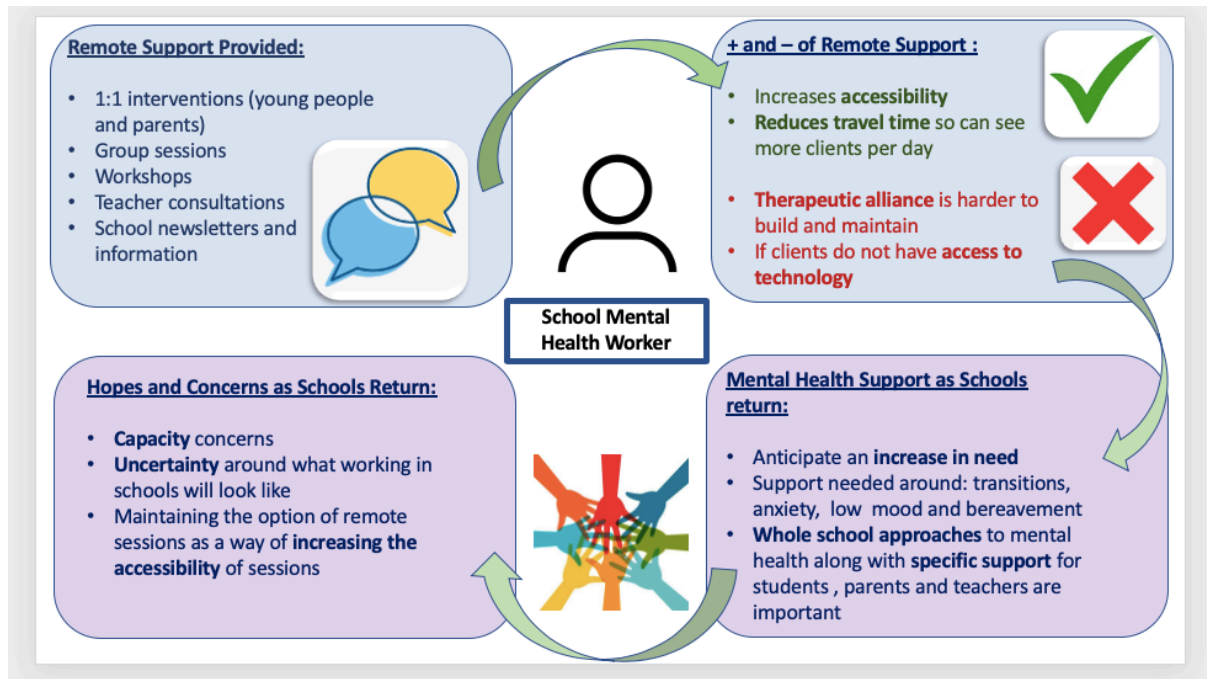 Remote Support Provided:
• 1:1 interventions (young people
and parents)
• Group sessions
• Workshops
• Teacher consultations
• School newsletters and
information
+ and – of Remote Support :
• Increases accessibility
• Reduces travel time so can see
more clients per day
• Therapeutic alliance is harder to
build and maintain
• If clients do not have access to
technology
School Mental
Health Worker
Mental Health Support as Schools
return:
• Anticipate an increase in need
• Support needed around: transitions,
anxiety, low mood and bereavement
• Whole school approaches to mental
health along with specific support for
students , parents and teachers are
important
Hopes and Concerns as Schools Return:
• Capacity concerns
• Uncertainty around what working in
schools will look like
• Maintaining the option of remote
sessions as a way of increasing the
accessibility of sessions